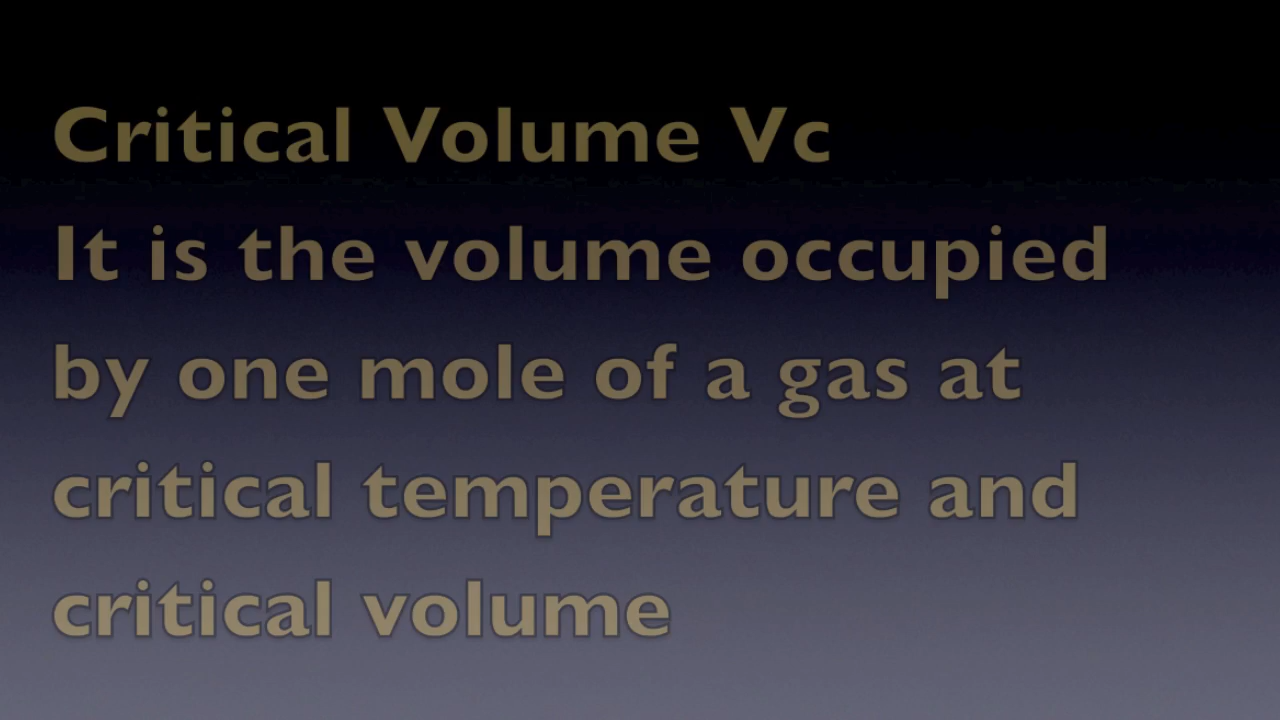 Critical Volume Vc
It is the volume occupied
by one mole of a gas at
critical temperature and
critical volume